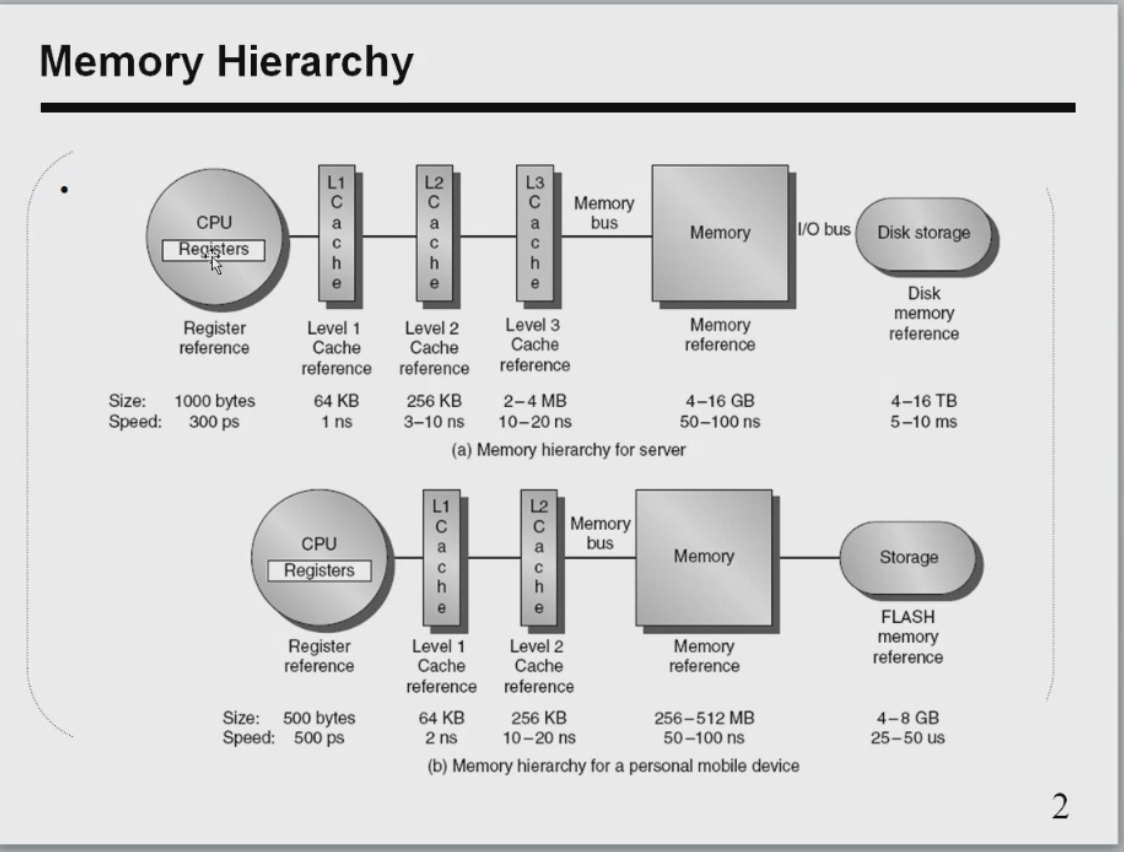 Memory Hierarchy
•
CPU
Registers
L1
C
a
c
h
e
L2
C
a
c
h
e
L3
C
a
c
h
e
Memory
bus
Memory
I/O bus
Disk storage
Register
reference
Level 1
Cache
reference
Level 2
Cache
reference
Level 3
Cache
reference
Memory
reference
Disk
memory
reference
Size: 1000 bytes 64 KB 256 KB 2–4 MB 4–16 GB 4–16 TB
Speed: 300 ps 1 ns 3–10 ns 10–20 ns 50–100 ns 5–10 ms
(a) Memory hierarchy for server
CPU
Registers
L1
C
a
c
h
e
L2
C
a
c
h
e
Memory
bus
Memory
Storage
Register
reference
Level 1
Cache
reference
Level 2
Cache
reference
Memory
reference
FLASH
memory
reference
Size: 500 bytes 64 KB 256 KB 256–512 MB 4–8 GB
Speed: 500 ps 2 ns 10–20 ns 50–100 ns 25–50 us
(b) Memory hierarchy for a personal mobile device
2